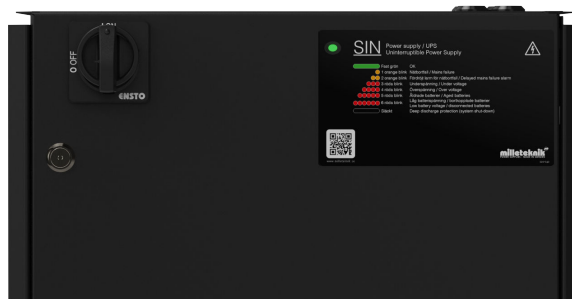 I ON
O OFF
ENSTO
SIN Power supply / UPS
Uninterruptible Power Supply
Fast grön OK
1 orange blink Nätbortfall / Mains failure
2 orange blink Fördröjt larm för nätbortfall / Delayed mains failure alarm
3 röda blink Underspänning / Under voltage
4 röda blink Överspänning / Over voltage
5 röda blink Åldrade batterier / Aged batteries
6 röda blink Låg batterispänning / bortkopplade batterier
Low battery voltage / disconnected batteries
Släckt Deep discharge protection (system shut-down)
milleteknik